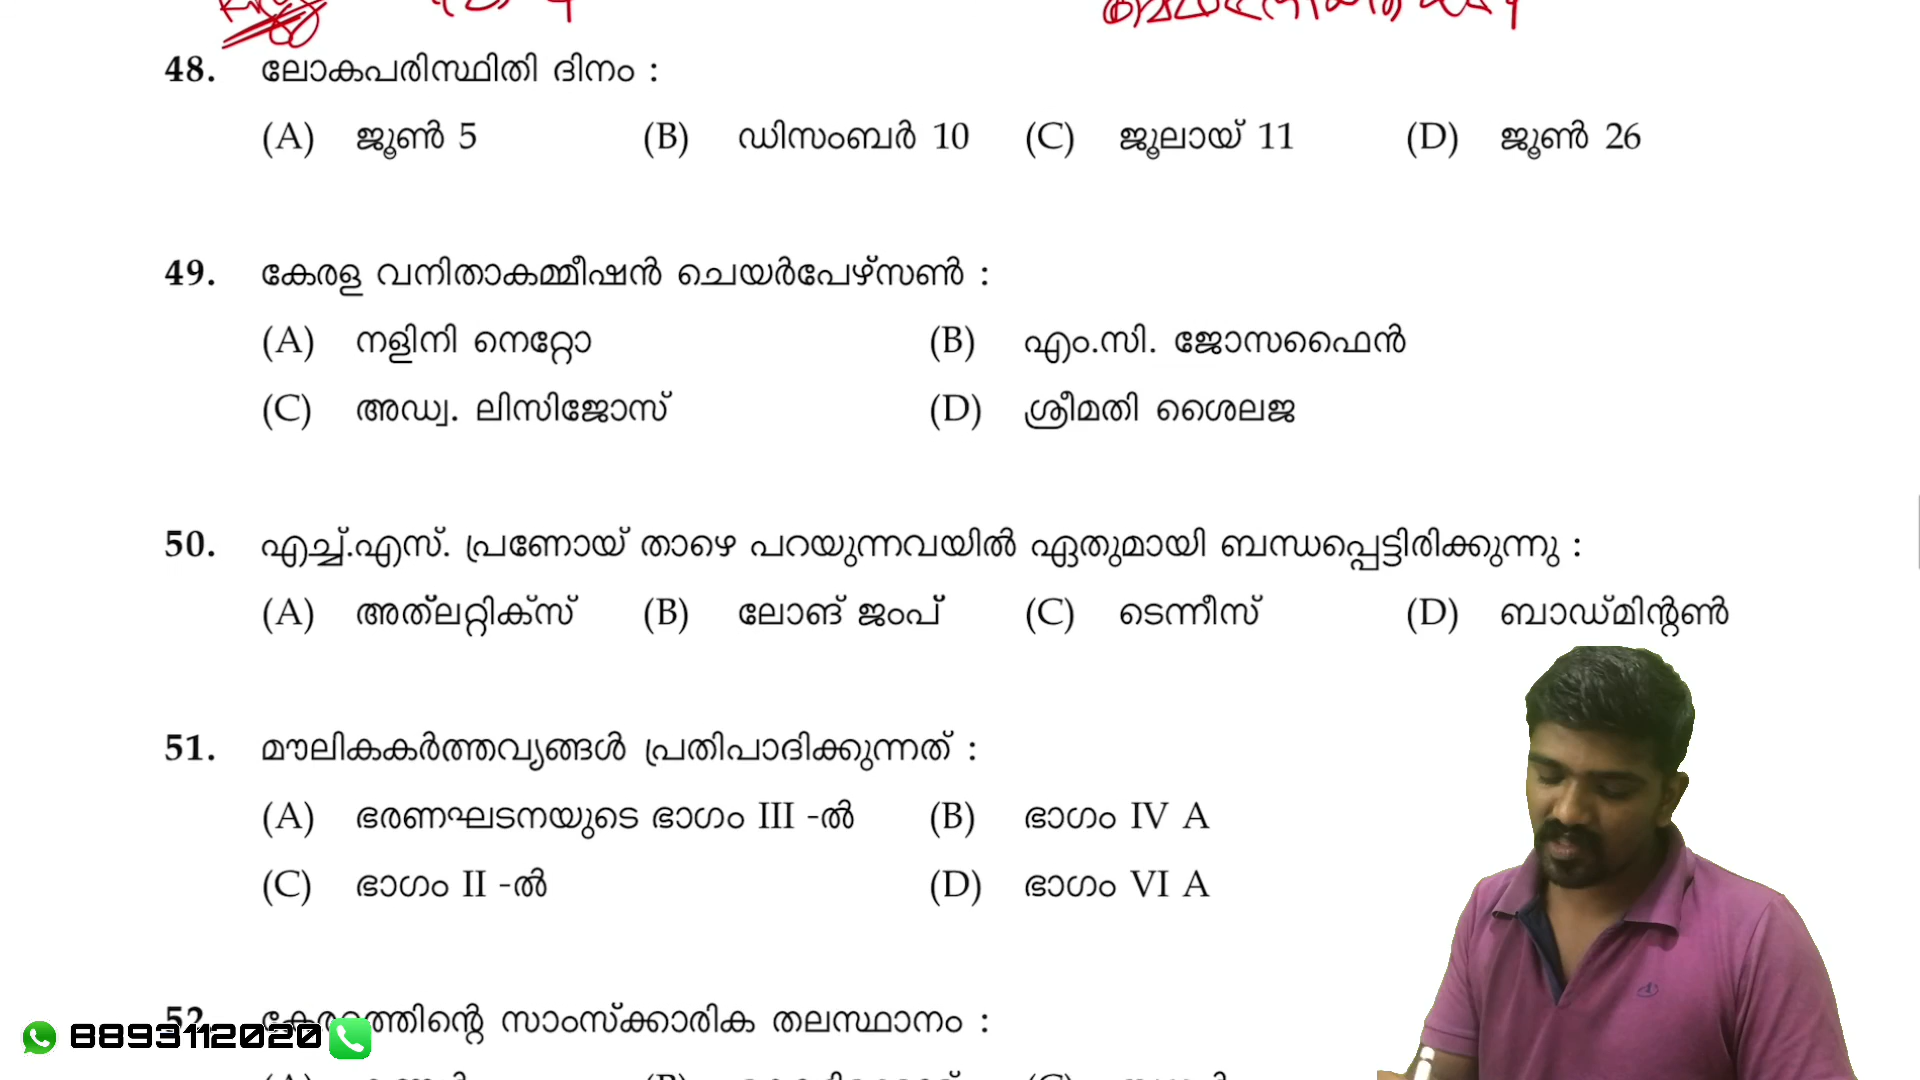 48. ലോകപരിസ്ഥിതി ദിനം :
(A) ജൂൺ 5 (B) ഡിസംബർ 10 (C) ജൂലായ് 11 (D) ജൂൺ 26
49. കേരള വനിതാകമ്മീഷൻ ചെയർപേഴ്സൺ :
(A) നളിനി നെറ്റോ (B) എം.സി. ജോസഫൈൻ
(C) അഡ്വ. ലിസിജോസ് (D) ശ്രീമതി ശൈലജ
50. എച്ച്.എസ്. പ്രണോയ് താഴെ പറയുന്നവയിൽ ഏതുമായി ബന്ധപ്പെട്ടിരിക്കുന്നു :
(A) അത്‌ലറ്റിക്സ് (B) ലോങ് ജംപ് (C) ടെന്നീസ് (D) ബാഡ്മിന്റൺ
51. മൗലികകർത്തവ്യങ്ങൾ പ്രതിപാദിക്കുന്നത് :
(A) ഭരണഘടനയുടെ ഭാഗം III -ൽ (B) ഭാഗം IV A
(C) ഭാഗം II -ൽ (D) ഭാഗം VI A
52. സാംസ്ക്കാരിക തലസ്ഥാനം :
8893112020